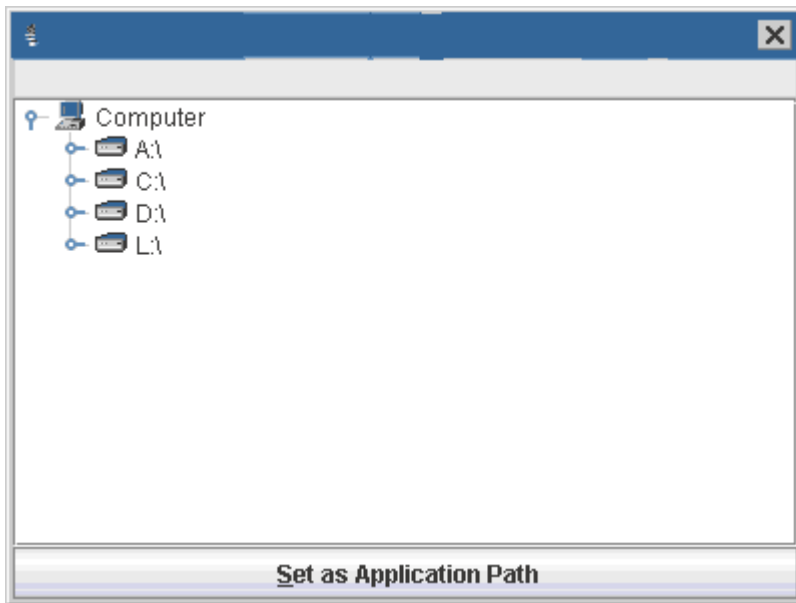 Computer
A:\
C:\
D:\
L:\
Set as Application Path